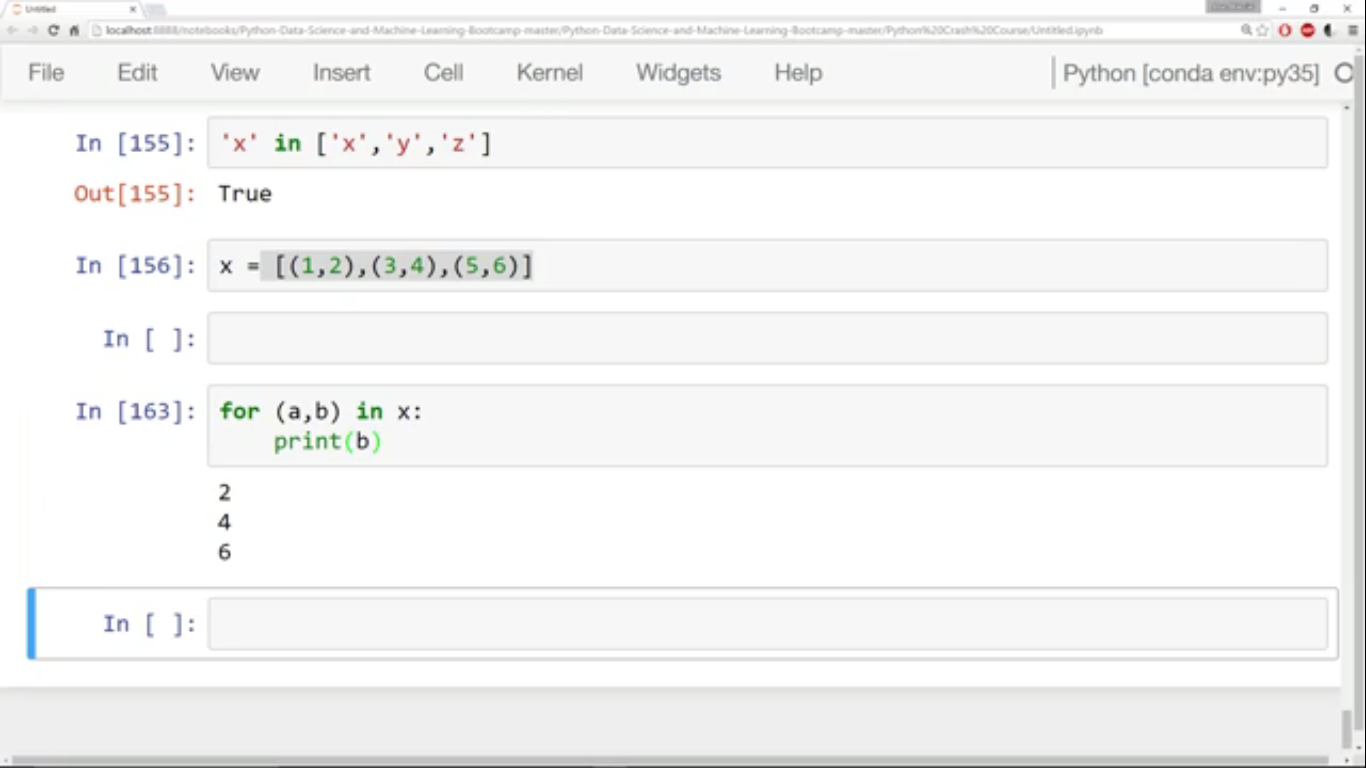 Untitled
localhost:8888/notebooks/Python-Data-Science-and-Machine-Learning-Bootcamp-master/Python-Data-Science-and-Machine-Learning-Bootcamp-master/Python%20Crash%20Course/Untitled.ipynb
File Edit View Insert Cell Kernel Widgets Help Python [conda env:py35]
In [155]: 'x' in ['x','y','z']
Out[155]: True
In [156]: x = [(1,2),(3,4),(5,6)]
In [ ]:
In [163]: for (a,b) in x:
print(b)
2
4
6
In [ ]: